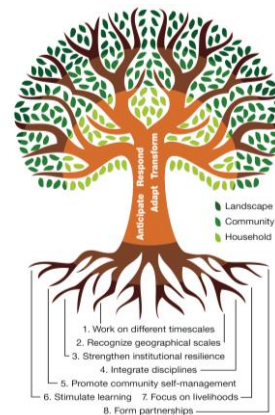 Anticipate Respond
Adapt Transform
Landscape
Community
Household
1. Work on different timescales
2. Recognize geographical scales
3. Strengthen institutional resilience
4. Integrate disciplines
5. Promote community self-management
6. Stimulate learning 7. Focus on livelihoods
8. Form partnerships